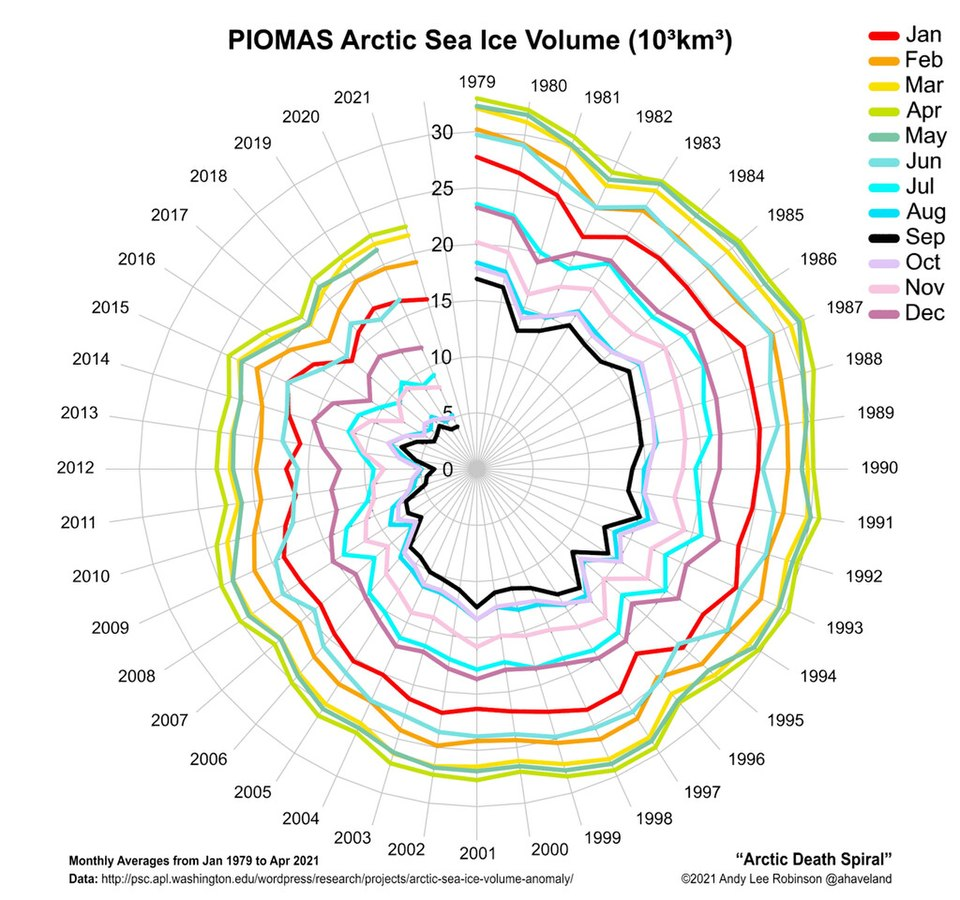 PIOMAS Arctic Sea Ice Volume (10³km³)
Jan
Feb
Mar
Apr
May
Jun
Jul
Aug
Sep
Oct
Nov
Dec
1979
1980
1981
1982
1983
1984
1985
1986
1987
1988
1989
1990
1991
1992
1993
1994
1995
1996
1997
1998
1999
2000
2001
2002
2003
2004
2005
2006
2007
2008
2009
2010
2011
2012
2013
2014
2015
2016
2017
2018
2019
2020
2021
30
25
20
15
10
5
0
Monthly Averages from Jan 1979 to Apr 2021
Data: http://psc.apl.washington.edu/wordpress/research/projects/arctic-sea-ice-volume-anomaly/
“Arctic Death Spiral”
©2021 Andy Lee Robinson @ahaveland